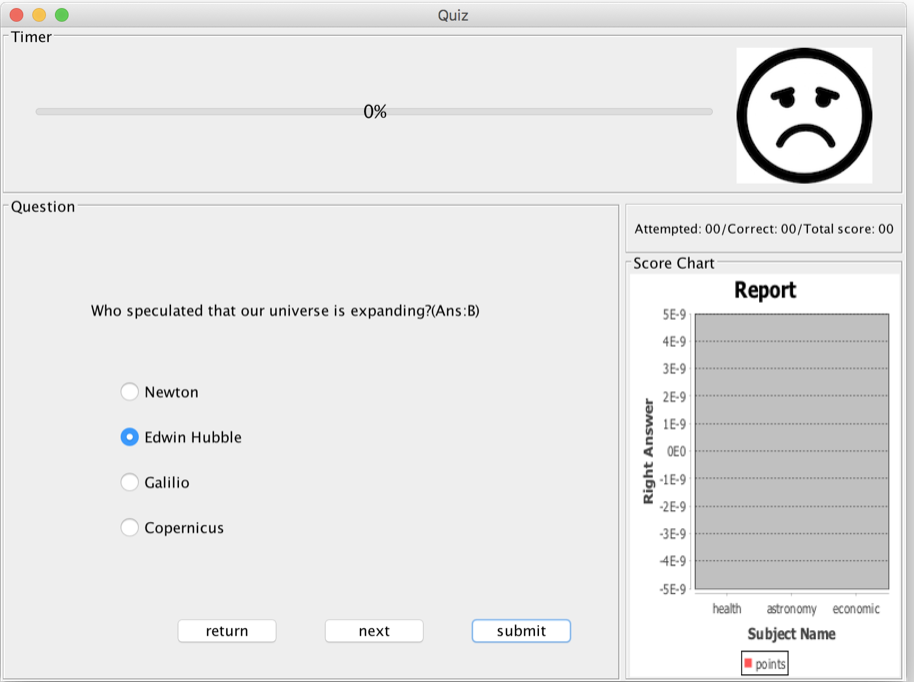 Quiz
Timer
0%
Question
Who speculated that our universe is expanding?(Ans:B)
Newton
Edwin Hubble
Galilio
Copernicus
return next submit
Attempted: 00/Correct: 00/Total score: 00
Score Chart
Report
5E-9
4E-9
3E-9
2E-9
1E-9
0E0
-1E-9
-2E-9
-3E-9
-4E-9
-5E-9
Right Answer
health astronomy economic
Subject Name
points